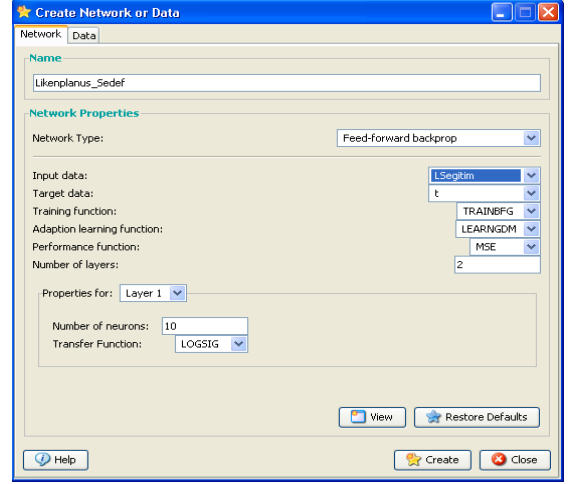 Create Network or Data
Network Data
Name
Likenplanus_Sedef
Network Properties
Network Type: Feed-forward backprop
Input data: LSegitim
Target data: t
Training function: TRAINBFG
Adaption learning function: LEARNGDM
Performance function: MSE
Number of layers: 2
Properties for: Layer 1
Number of neurons: 10
Transfer Function: LOGSIG
View Restore Defaults
Help Create Close